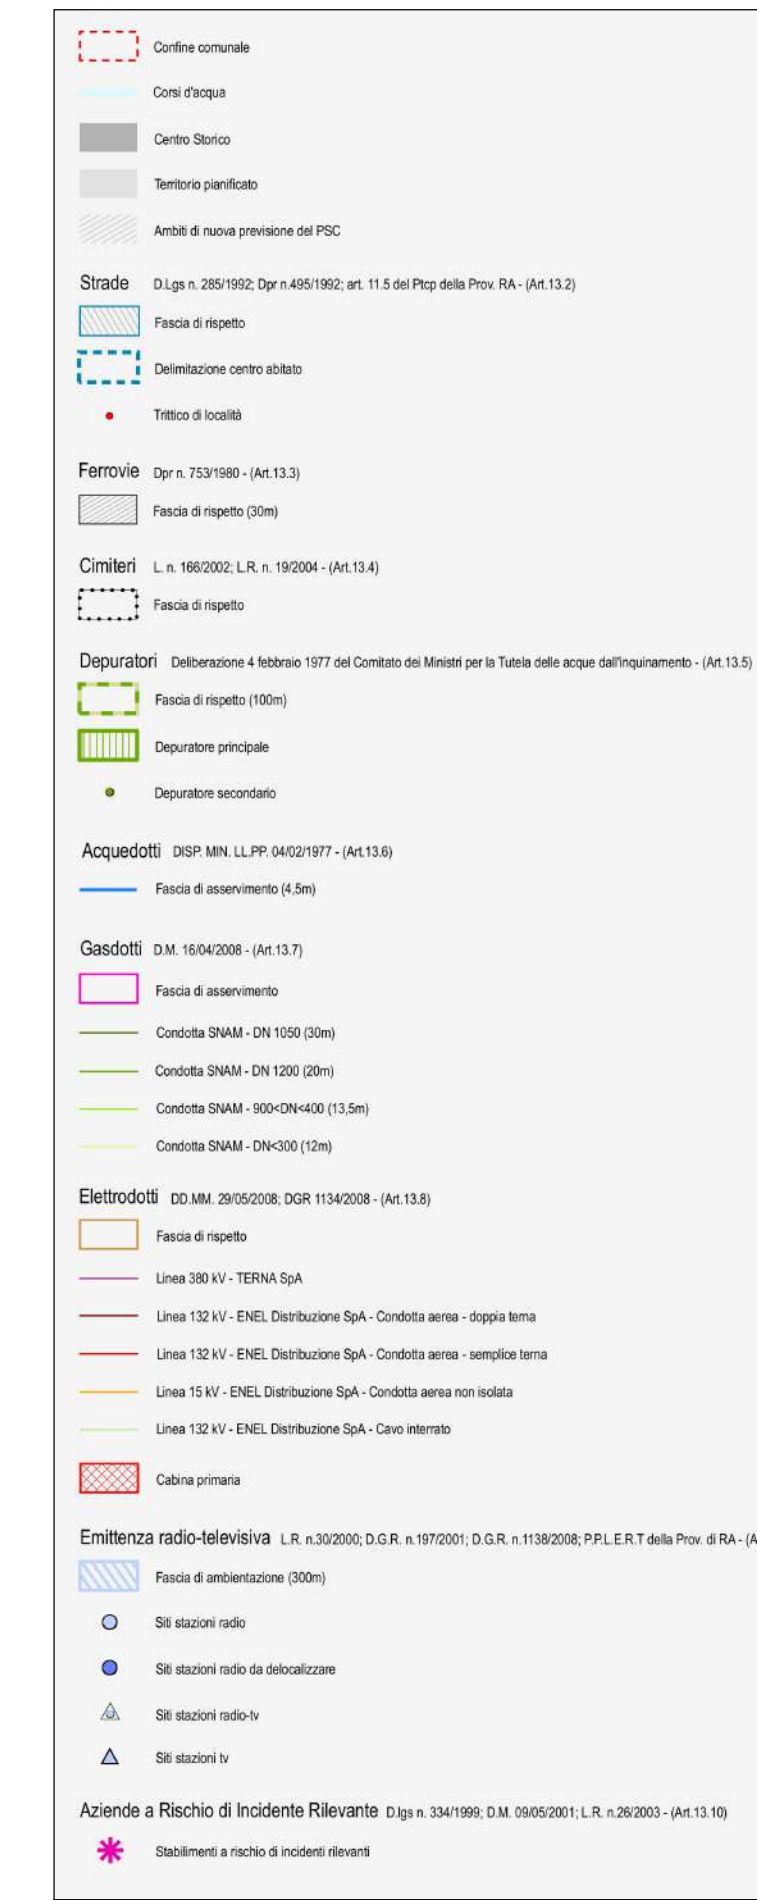 Confine comunale
Corsi d'acqua
Centro Storico
Territorio pianificato
Ambiti di nuova previsione del PSC
Strade D.Lgs n. 285/1992; Dpr n.495/1992; art. 11.5 del Ptcp della Prov. RA - (Art.13.2)
Fascia di rispetto
Delimitazione centro abitato
Trittico di località
Ferrovie Dpr n. 753/1980 - (Art.13.3)
Fascia di rispetto (30m)
Cimiteri L. n. 166/2002; L.R. n. 19/2004 - (Art.13.4)
Fascia di rispetto
Depuratori Deliberazione 4 febbraio 1977 del Comitato dei Ministri per la Tutela delle acque dall'inquinamento - (Art.13.5)
Fascia di rispetto (100m)
Depuratore principale
Depuratore secondario
Acquedotti DISP. MIN. LL.PP. 04/02/1977 - (Art.13.6)
Fascia di asservimento (4,5m)
Gasdotti D.M. 16/04/2008 - (Art.13.7)
Fascia di asservimento
Condotta SNAM - DN 1050 (30m)
Condotta SNAM - DN 1200 (20m)
Condotta SNAM - 900<DN<400 (13,5m)
Condotta SNAM - DN<300 (12m)
Elettrodotti DD.MM. 29/05/2008; DGR 1134/2008 - (Art.13.8)
Fascia di rispetto
Linea 380 kV - TERNA SpA
Linea 132 kV - ENEL Distribuzione SpA - Condotta aerea - doppia terna
Linea 132 kV - ENEL Distribuzione SpA - Condotta aerea - semplice terna
Linea 15 kV - ENEL Distribuzione SpA - Condotta aerea non isolata
Linea 132 kV - ENEL Distribuzione SpA - Cavo interrato
Cabina primaria
Emittenza radio-televisiva L.R. n.30/2000; D.G.R. n.197/2001; D.G.R. n.1138/2008; P.P.L.E.R.T della Prov. di RA - (A
Fascia di ambientazione (300m)
Siti stazioni radio
Siti stazioni radio da delocalizzare
Siti stazioni radio-tv
Siti stazioni tv
Aziende a Rischio di Incidente Rilevante D.lgs n. 334/1999; D.M. 09/05/2001; L.R. n.26/2003 - (Art.13.10)
Stabilimenti a rischio di incidenti rilevanti